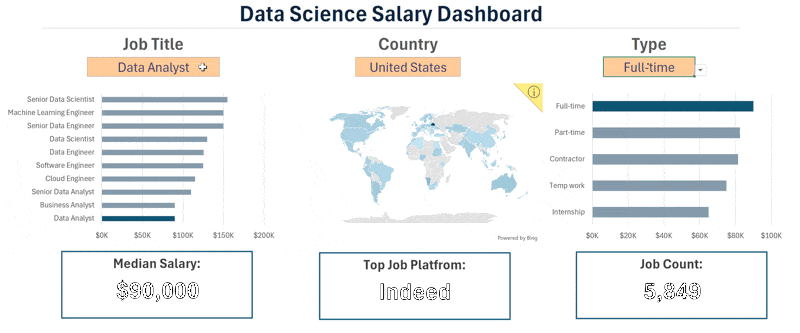 Data Science Salary Dashboard
Job Title
Data Analyst
Country
United States
Type
Full-time
Senior Data Scientist
Machine Learning Engineer
Senior Data Engineer
Data Scientist
Data Engineer
Software Engineer
Cloud Engineer
Senior Data Analyst
Business Analyst
Data Analyst
$0K $50K $100K $150K $200K
Powered by Bing
Full-time
Part-time
Contractor
Temp work
Internship
$0K $20K $40K $60K $80K $100K
Median Salary:
$90,000
Top Job Platfrom:
Indeed
Job Count:
5,849